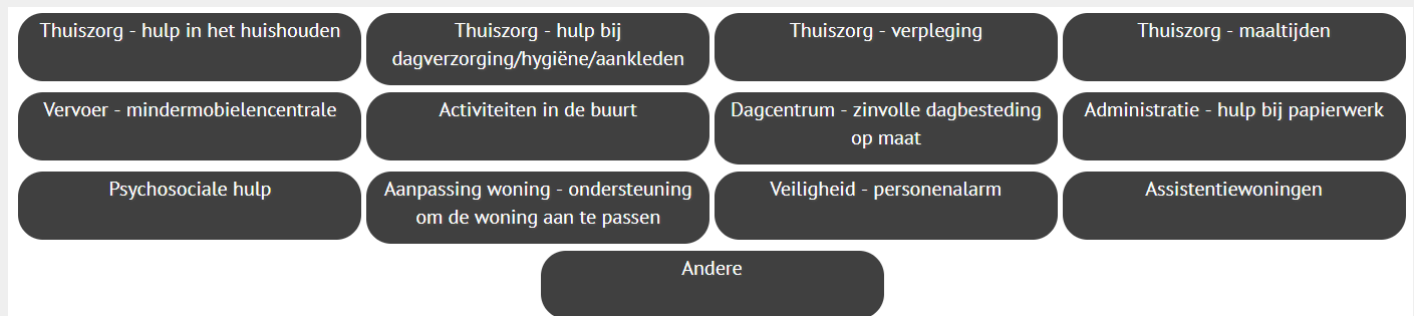 Thuiszorg - hulp in het huishouden
Thuiszorg - hulp bij
dagverzorging/hygiëne/aankleden
Thuiszorg - verpleging
Thuiszorg - maaltijden
Vervoer - mindermobielencentrale
Activiteiten in de buurt
Dagcentrum - zinvolle dagbesteding
op maat
Administratie - hulp bij papierwerk
Psychosociale hulp
Aanpassing woning - ondersteuning
om de woning aan te passen
Veiligheid - personenalarm
Assistentiewoningen
Andere